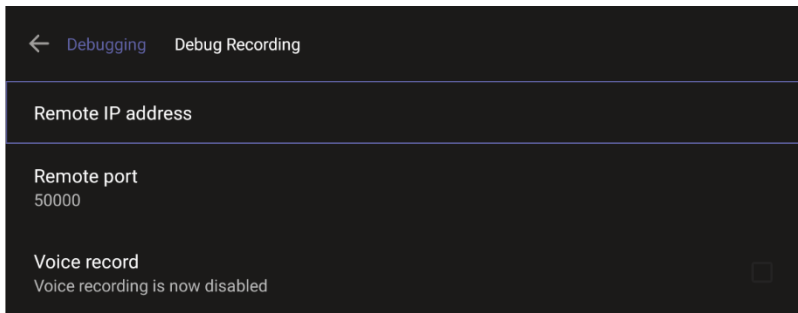 Debugging Debug Recording
Remote IP address
Remote port
50000
Voice record
Voice recording is now disabled